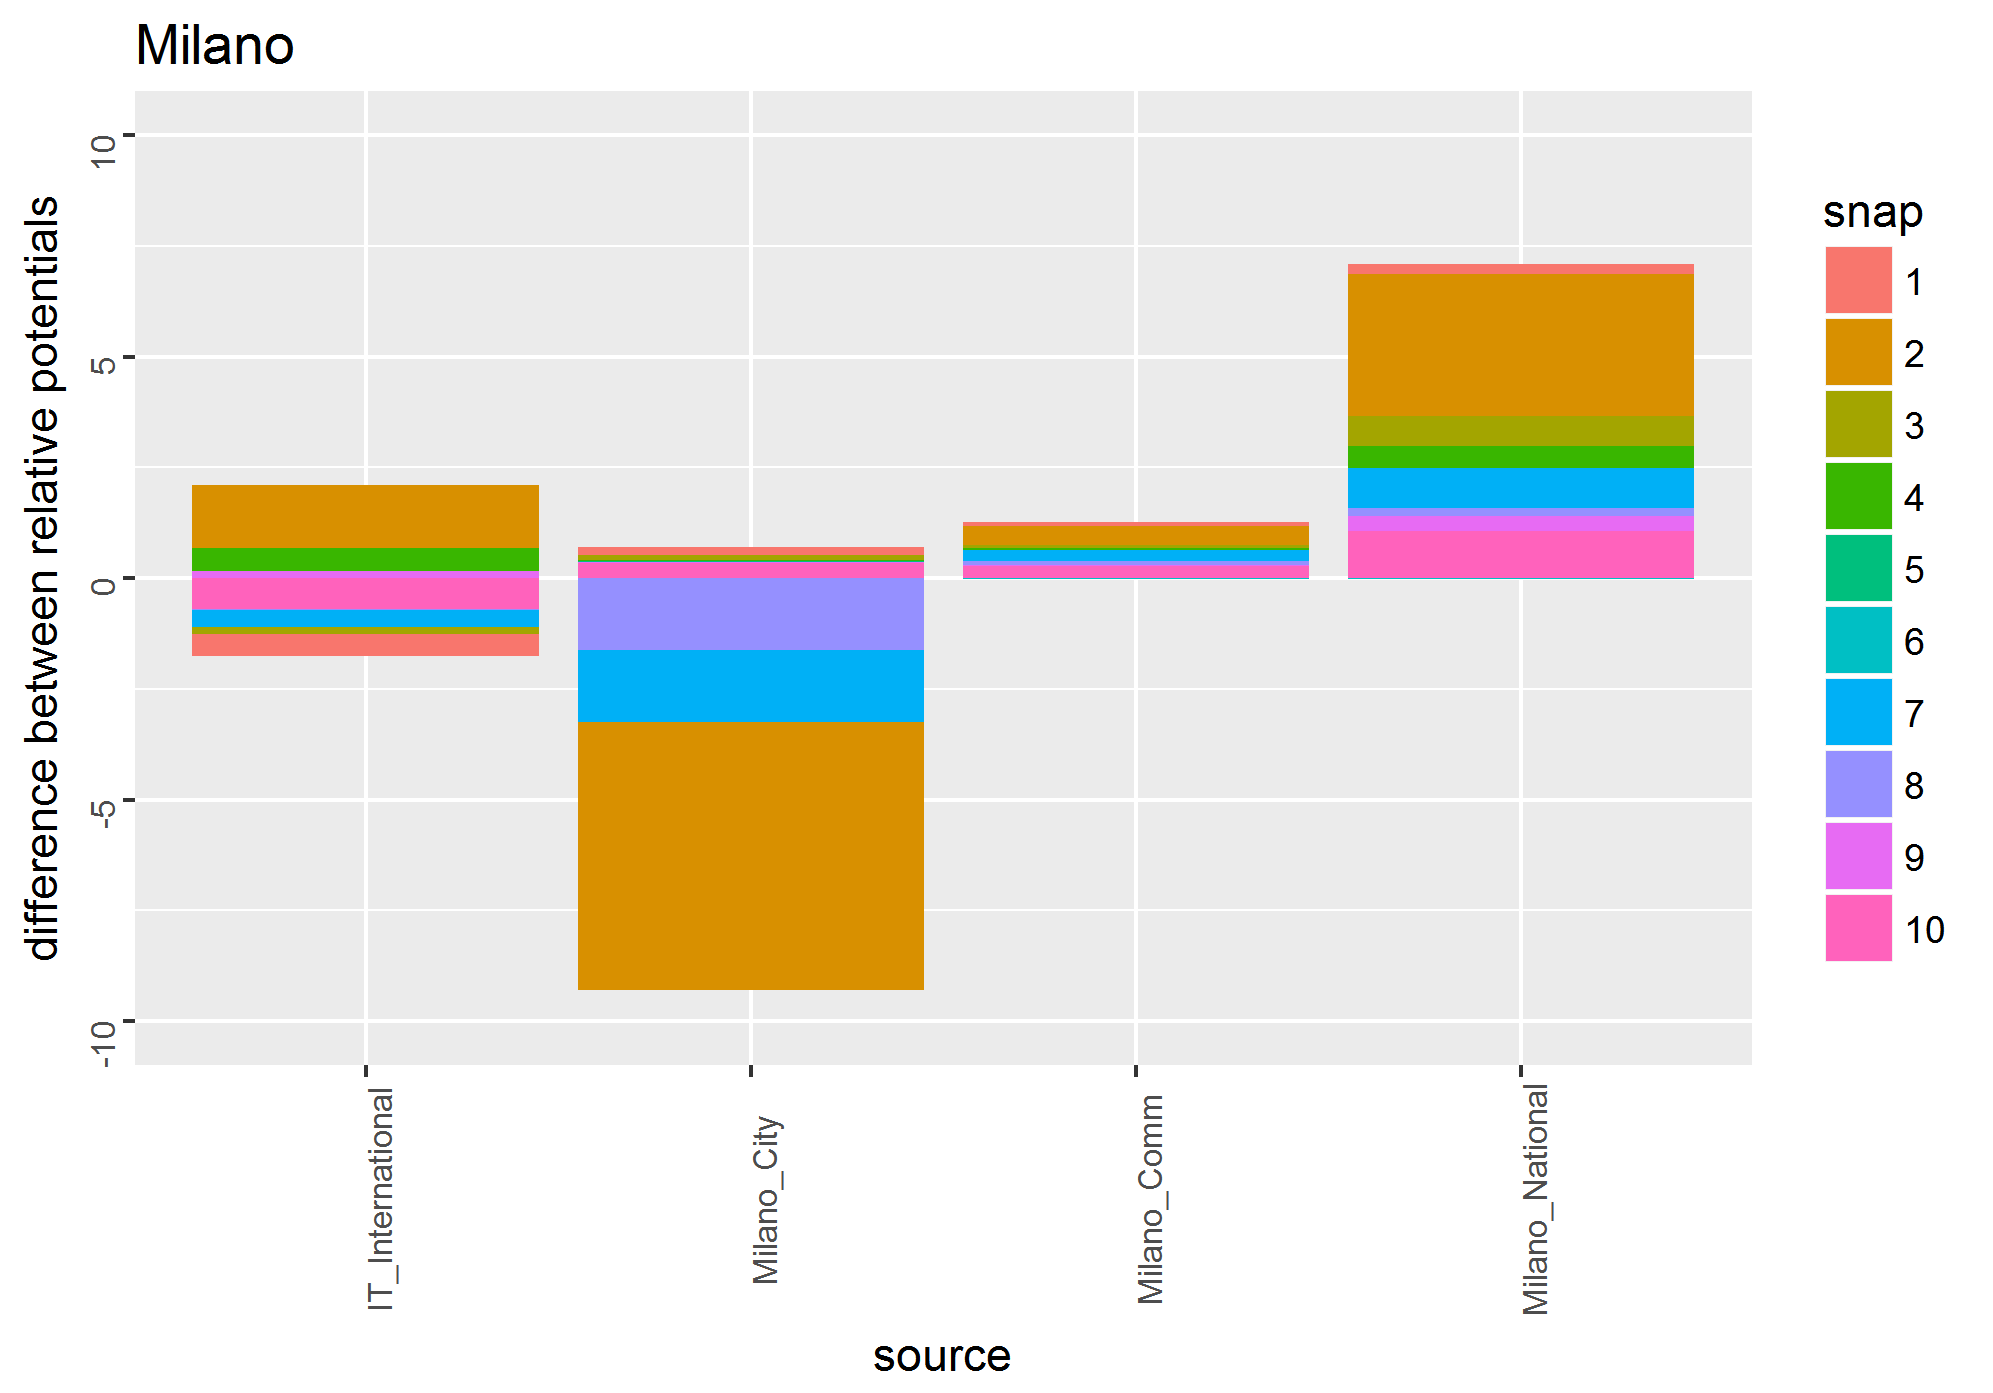 Milano
difference between relative potentials
10
5
0
-5
-10
IT_International
Milano_City
Milano_Comm
Milano_National
source
snap
1
2
3
4
5
6
7
8
9
10